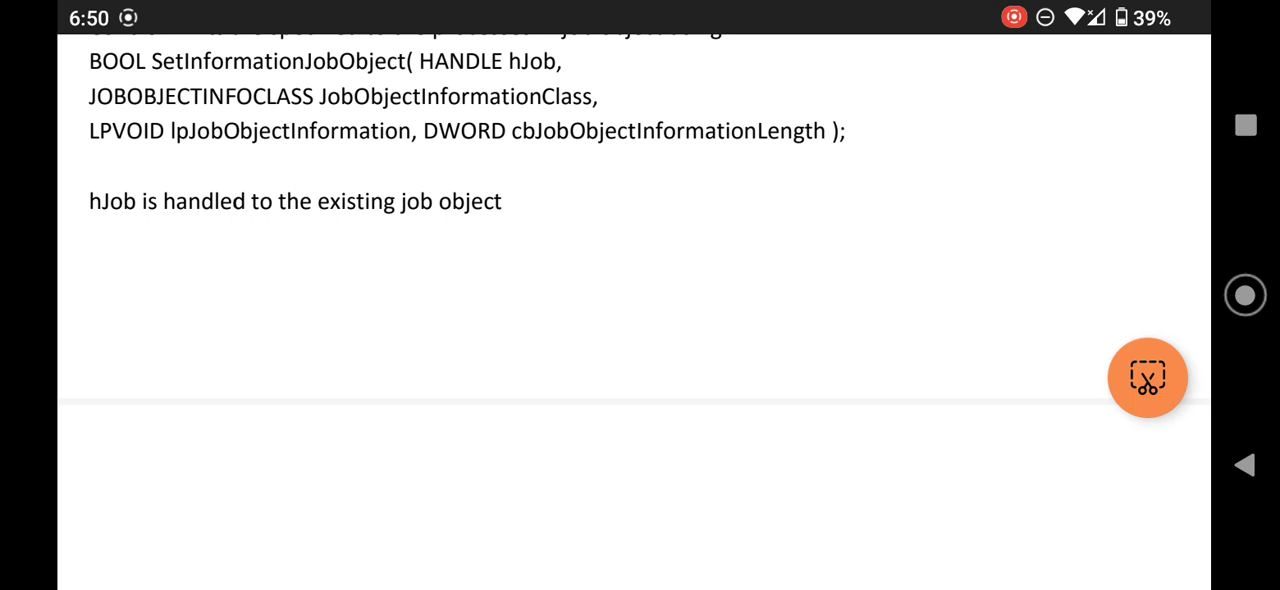 6:50 39%
BOOL SetInformationJobObject( HANDLE hJob,
JOBOBJECTINFOCLASS JobObjectInformationClass,
LPVOID lpJobObjectInformation, DWORD cbJobObjectInformationLength );
hJob is handled to the existing job object